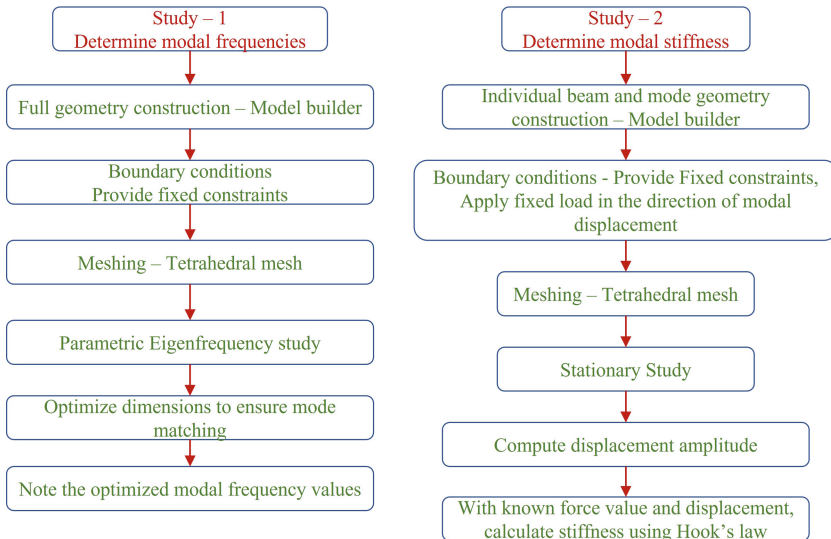 Study – 1
Determine modal frequencies
Full geometry construction – Model builder
Boundary conditions
Provide fixed constraints
Meshing – Tetrahedral mesh
Parametric Eigenfrequency study
Optimize dimensions to ensure mode
matching
Note the optimized modal frequency values
Study – 2
Determine modal stiffness
Individual beam and mode geometry
construction – Model builder
Boundary conditions - Provide Fixed constraints,
Apply fixed load in the direction of modal
displacement
Meshing – Tetrahedral mesh
Stationary Study
Compute displacement amplitude
With known force value and displacement,
calculate stiffness using Hook’s law